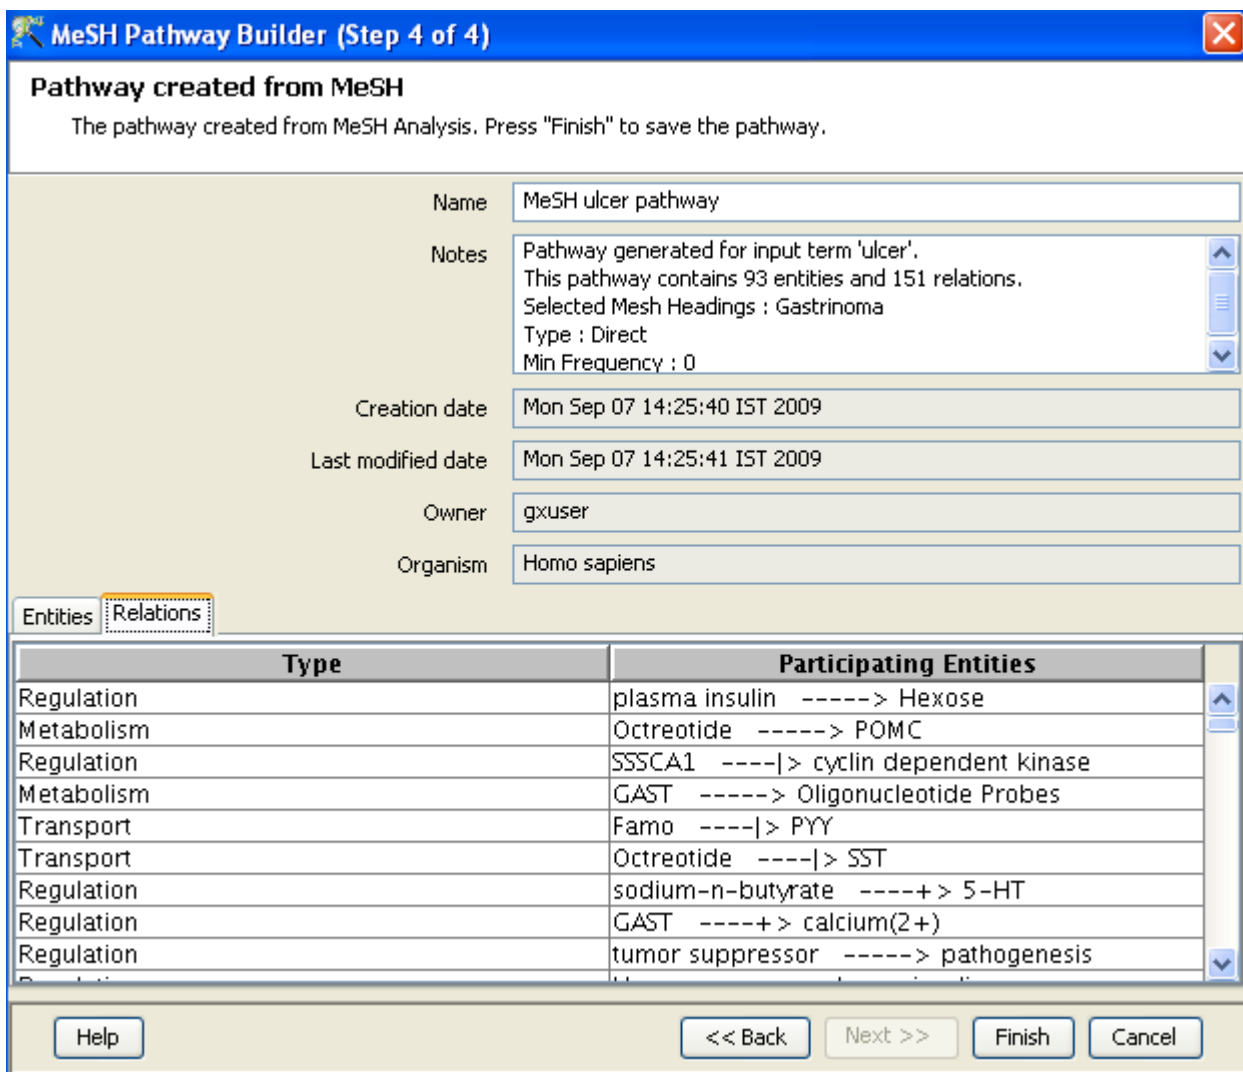 MeSH Pathway Builder (Step 4 of 4)
Pathway created from MeSH
The pathway created from MeSH Analysis. Press "Finish" to save the pathway.
Name MeSH ulcer pathway
Notes Pathway generated for input term 'ulcer'.
This pathway contains 93 entities and 151 relations.
Selected Mesh Headings : Gastrinoma
Type : Direct
Min Frequency : 0
Creation date Mon Sep 07 14:25:40 IST 2009
Last modified date Mon Sep 07 14:25:41 IST 2009
Owner gxuser
Organism Homo sapiens
Entities Relations
Type Participating Entities
Regulation plasma insulin -----> Hexose
Metabolism Octreotide -----> POMC
Regulation SSSCA1 ----|> cyclin dependent kinase
Metabolism GAST -----> Oligonucleotide Probes
Transport Famo ----|> PYY
Transport Octreotide ----|> SST
Regulation sodium-n-butyrate ----+> 5-HT
Regulation GAST ----+> calcium(2+)
Regulation tumor suppressor -----> pathogenesis
Help << Back Next >> Finish Cancel